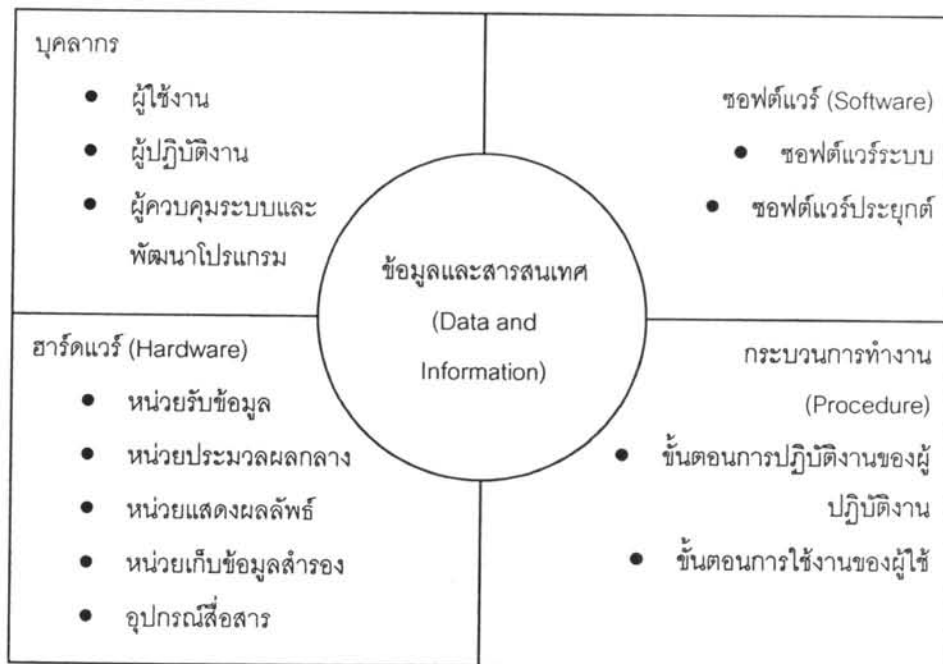 บุคลากร
● ผู้ใช้งาน
● ผู้ปฏิบัติงาน
● ผู้ควบคุมระบบและ
พัฒนาโปรแกรม
ซอฟต์แวร์ (Software)
● ซอฟต์แวร์ระบบ
● ซอฟต์แวร์ประยุกต์
ข้อมูลและสารสนเทศ
(Data and
Information)
ฮาร์ดแวร์ (Hardware)
● หน่วยรับข้อมูล
● หน่วยประมวลผลกลาง
● หน่วยแสดงผลลัพธ์
● หน่วยเก็บข้อมูลสำรอง
● อุปกรณ์สื่อสาร
กระบวนการทำงาน
(Procedure)
● ขั้นตอนการปฏิบัติงานของผู้
ปฏิบัติงาน
● ขั้นตอนการใช้งานของผู้ใช้